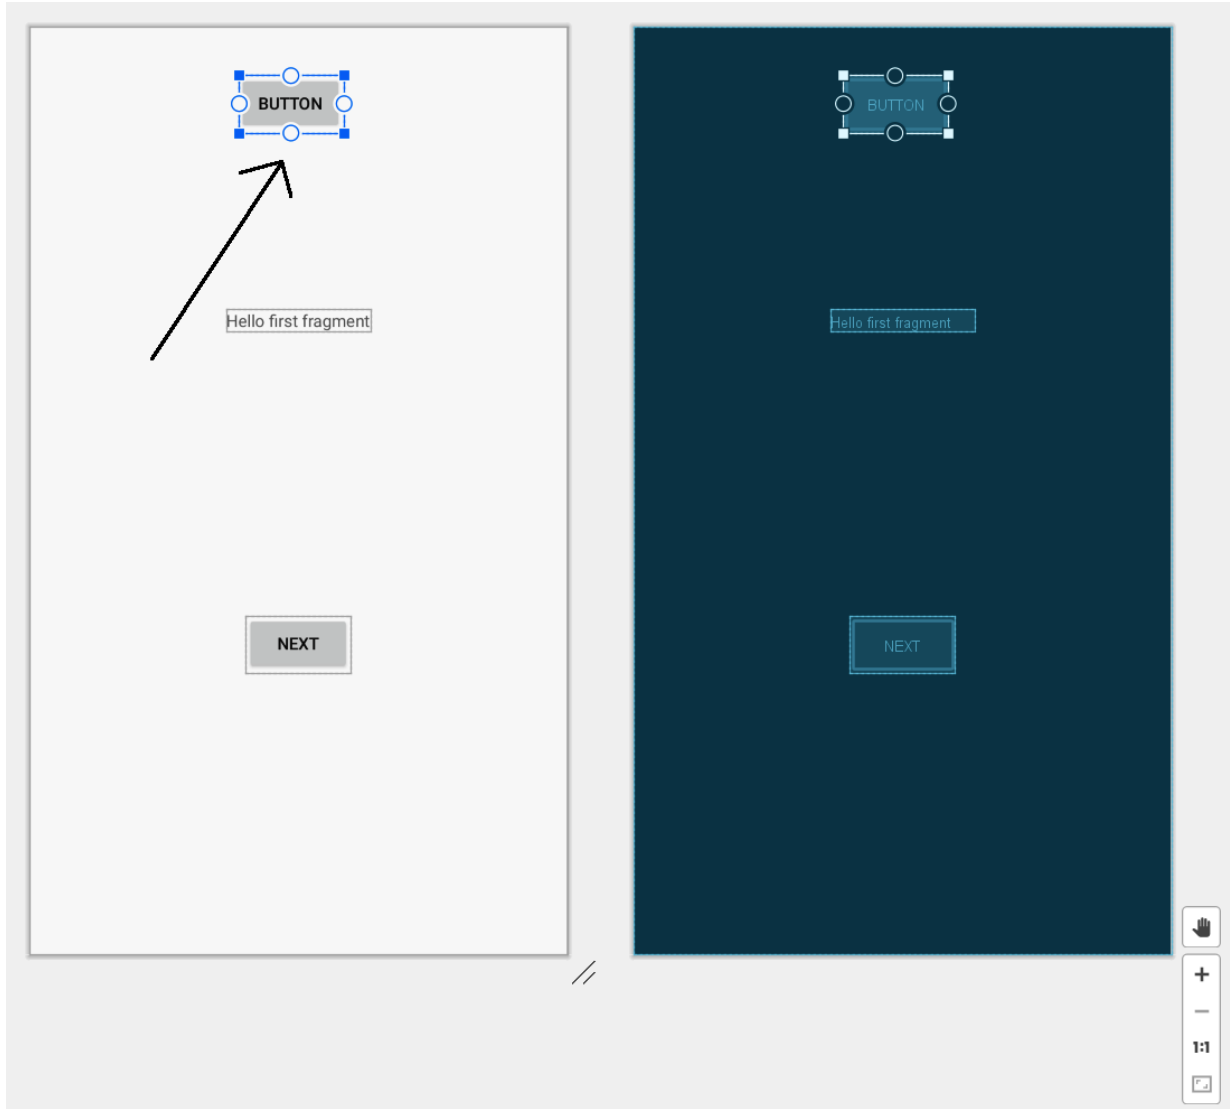 BUTTON
Hello first fragment
NEXT
BUTTON
Hello first fragment
NEXT
1:1